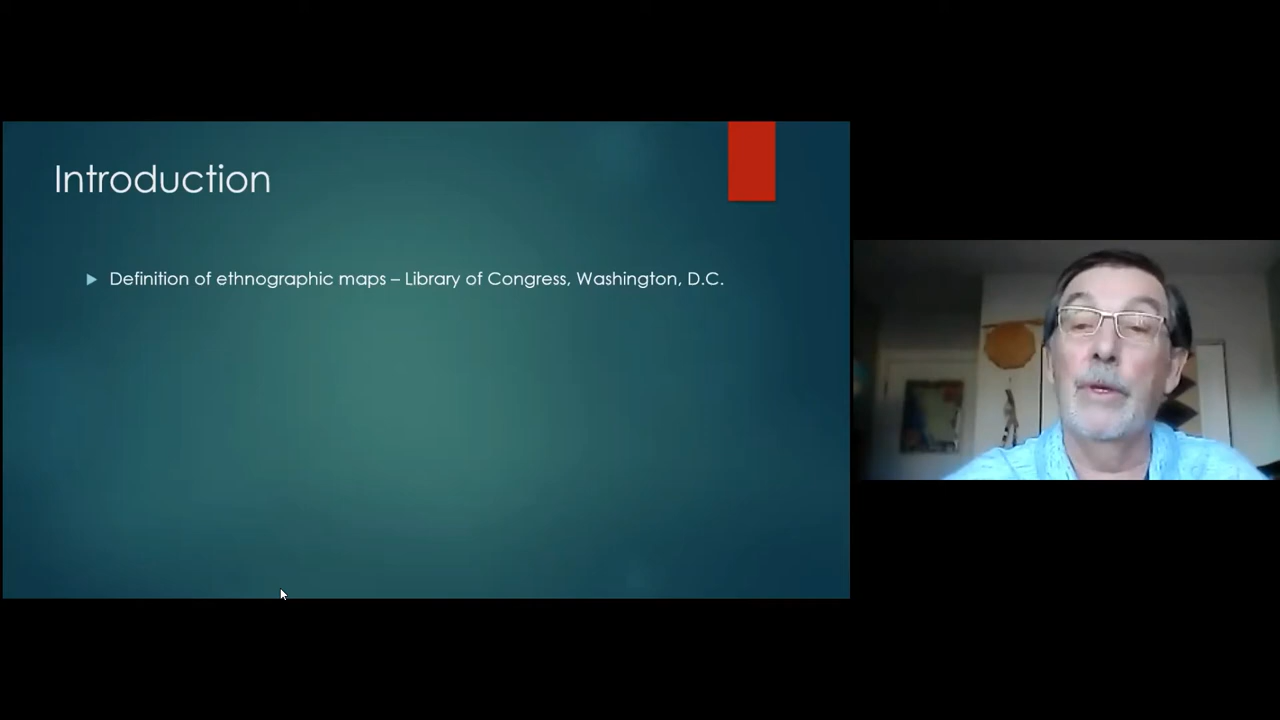 Introduction
Definition of ethnographic maps – Library of Congress, Washington, D.C.